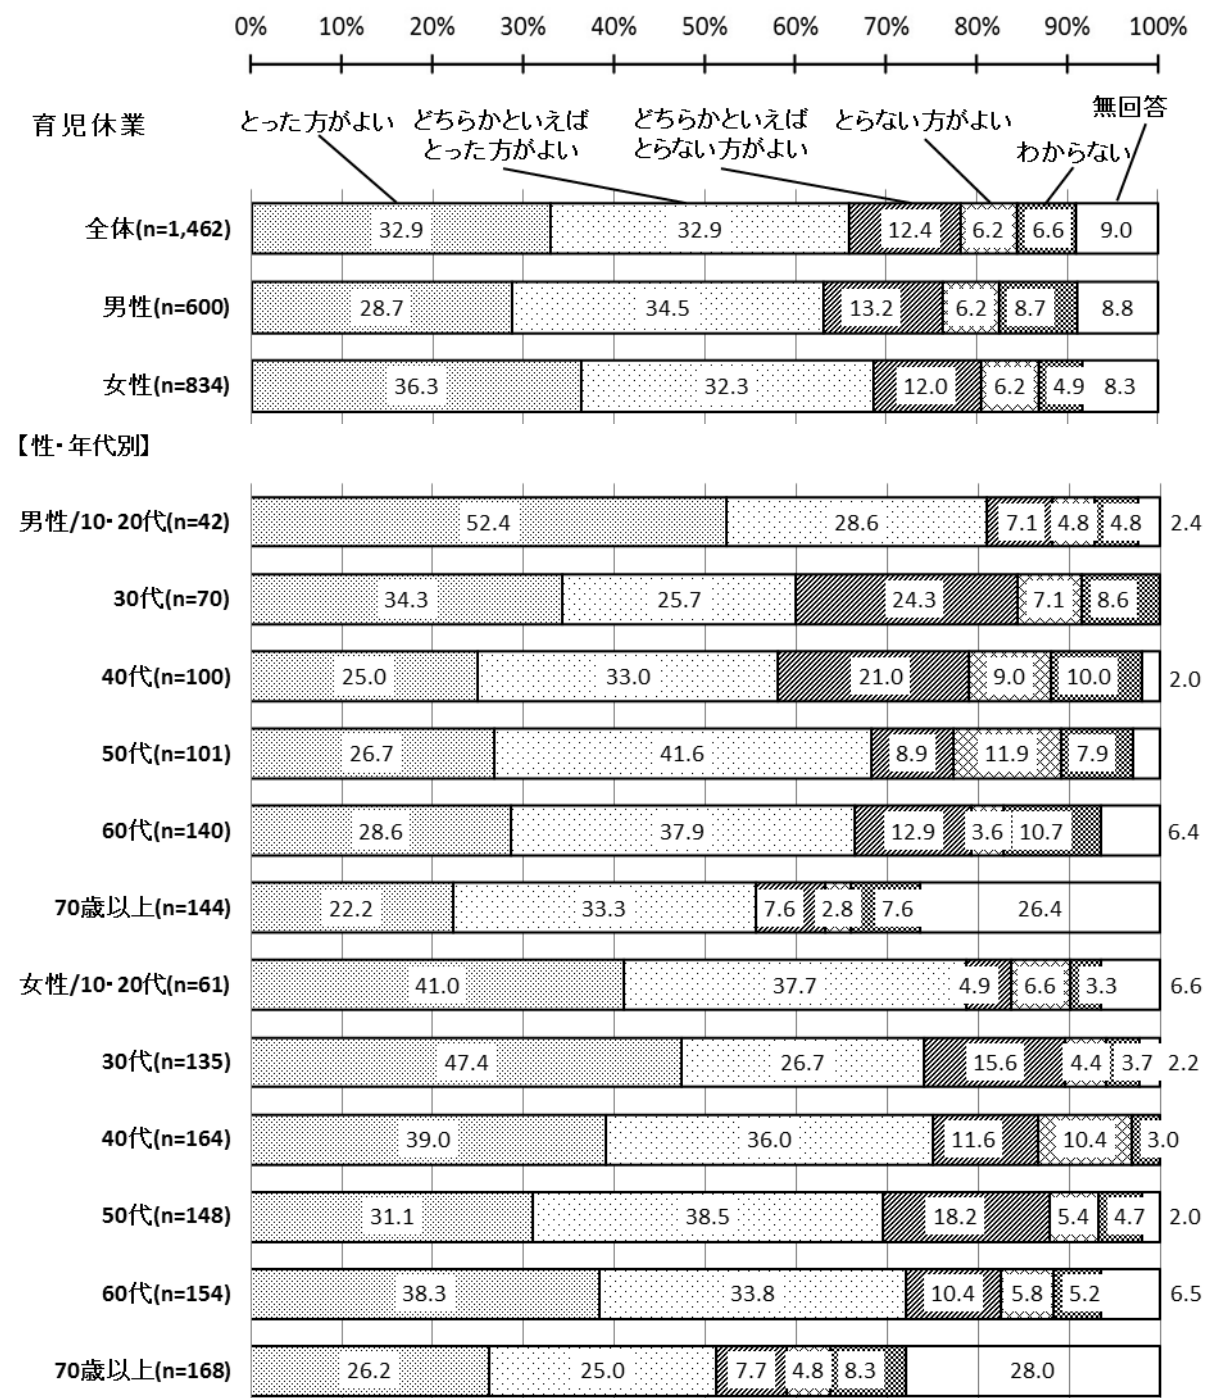 0% 10% 20% 30% 40% 50% 60% 70% 80% 90% 100%
育児休業
とった方がよい
どちらかといえば
とった方がよい
どちらかといえば
とらない方がよい
とらない方がよい
わからない
無回答
全体(n=1,462) 32.9 32.9 12.4 6.2 6.6 9.0
男性(n=600) 28.7 34.5 13.2 6.2 8.7 8.8
女性(n=834) 36.3 32.3 12.0 6.2 4.9 8.3
【性・年代別】
男性/10・20代(n=42) 52.4 28.6 7.1 4.8 4.8 2.4
30代(n=70) 34.3 25.7 24.3 7.1 8.6
40代(n=100) 25.0 33.0 21.0 9.0 10.0 2.0
50代(n=101) 26.7 41.6 8.9 11.9 7.9
60代(n=140) 28.6 37.9 12.9 3.6 10.7 6.4
70歳以上(n=144) 22.2 33.3 7.6 2.8 7.6 26.4
女性/10・20代(n=61) 41.0 37.7 4.9 6.6 3.3 6.6
30代(n=135) 47.4 26.7 15.6 4.4 3.7 2.2
40代(n=164) 39.0 36.0 11.6 10.4 3.0
50代(n=148) 31.1 38.5 18.2 5.4 4.7 2.0
60代(n=154) 38.3 33.8 10.4 5.8 5.2 6.5
70歳以上(n=168) 26.2 25.0 7.7 4.8 8.3 28.0